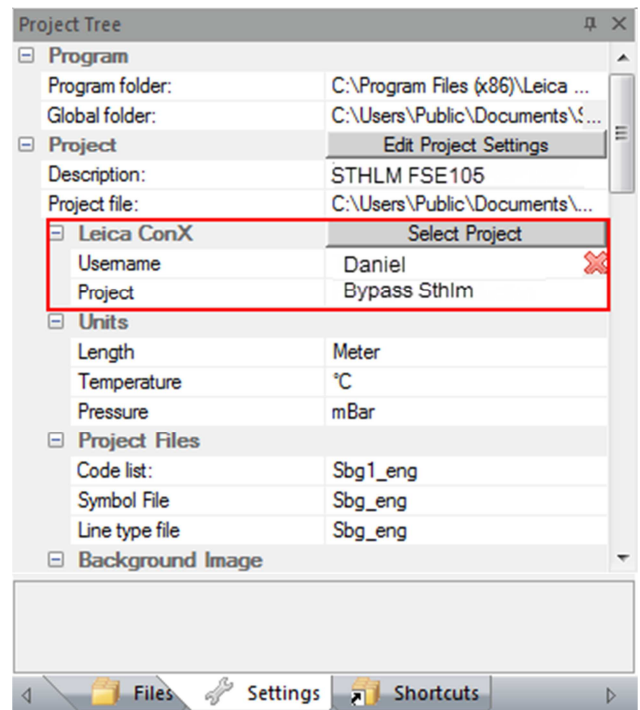 Project Tree
Program
Program folder: C:\Program Files (x86)\Leica ...
Global folder: C:\Users\Public\Documents\S...
Project Edit Project Settings
Description: STHLM FSE105
Project file: C:\Users\Public\Documents\...
Leica ConX Select Project
Username Daniel
Project Bypass Sthlm
Units
Length Meter
Temperature °C
Pressure mBar
Project Files
Code list: Sbg1_eng
Symbol File Sbg_eng
Line type file Sbg_eng
Background Image
Files Settings Shortcuts